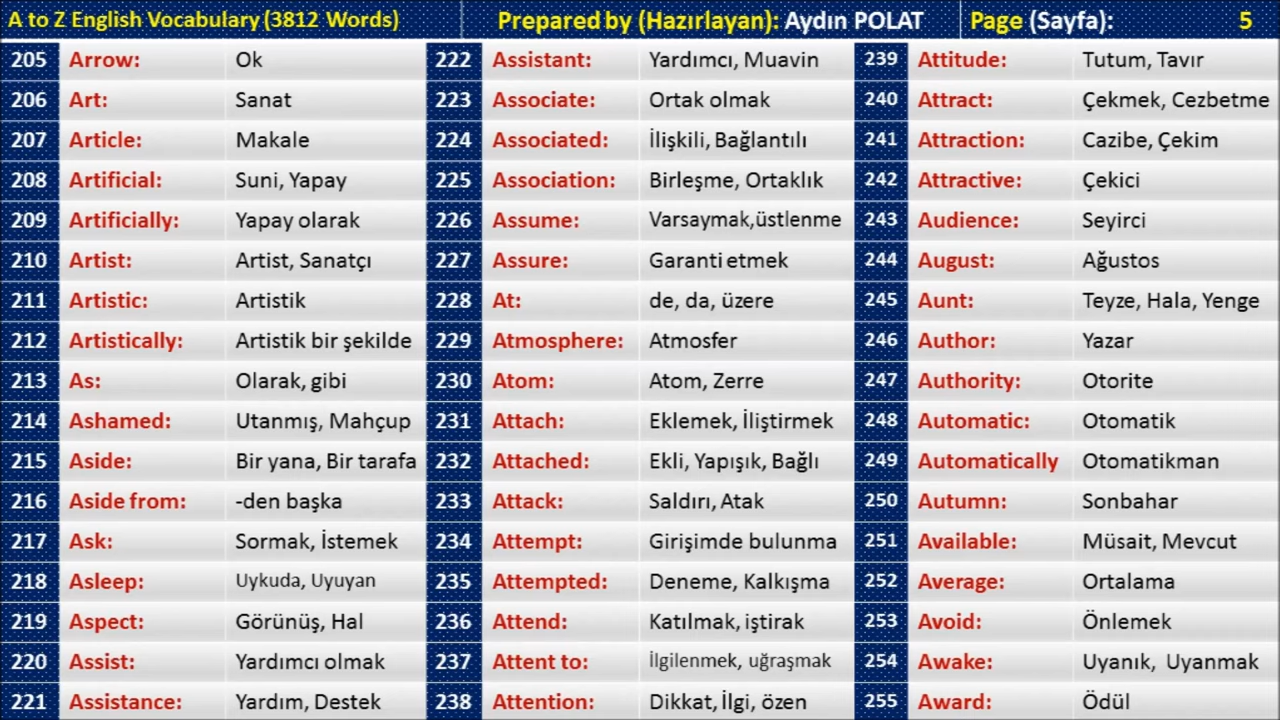 A to Z English Vocabulary (3812 Words) Prepared by (Hazırlayan): Aydın POLAT Page (Sayfa): 5
205 Arrow: Ok
206 Art: Sanat
207 Article: Makale
208 Artificial: Suni, Yapay
209 Artificially: Yapay olarak
210 Artist: Artist, Sanatçı
211 Artistic: Artistik
212 Artistically: Artistik bir şekilde
213 As: Olarak, gibi
214 Ashamed: Utanmış, Mahçup
215 Aside: Bir yana, Bir tarafa
216 Aside from: -den başka
217 Ask: Sormak, İstemek
218 Asleep: Uykuda, Uyuyan
219 Aspect: Görünüş, Hal
220 Assist: Yardımcı olmak
221 Assistance: Yardım, Destek
222 Assistant: Yardımcı, Muavin
223 Associate: Ortak olmak
224 Associated: İlişkili, Bağlantılı
225 Association: Birleşme, Ortaklık
226 Assume: Varsaymak,üstlenme
227 Assure: Garanti etmek
228 At: de, da, üzere
229 Atmosphere: Atmosfer
230 Atom: Atom, Zerre
231 Attach: Eklemek, İliştirmek
232 Attached: Ekli, Yapışık, Bağlı
233 Attack: Saldırı, Atak
234 Attempt: Girişimde bulunma
235 Attempted: Deneme, Kalkışma
236 Attend: Katılmak, iştirak
237 Attent to: İlgilenmek, uğraşmak
238 Attention: Dikkat, İlgi, özen
239 Attitude: Tutum, Tavır
240 Attract: Çekmek, Cezbetme
241 Attraction: Cazibe, Çekim
242 Attractive: Çekici
243 Audience: Seyirci
244 August: Ağustos
245 Aunt: Teyze, Hala, Yenge
246 Author: Yazar
247 Authority: Otorite
248 Automatic: Otomatik
249 Automatically Otomatikman
250 Autumn: Sonbahar
251 Available: Müsait, Mevcut
252 Average: Ortalama
253 Avoid: Önlemek
254 Awake: Uyanık, Uyanmak
255 Award: Ödül